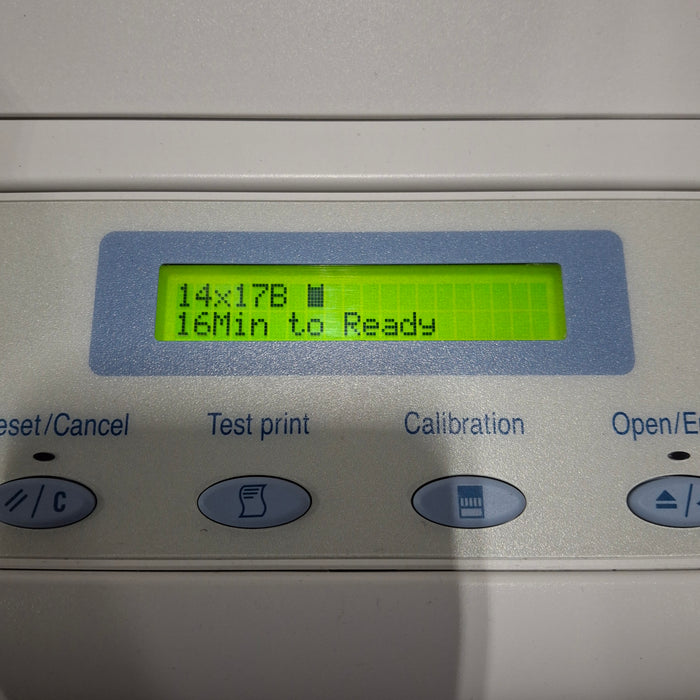 14x17B
16Min to Ready
eset/Cancel Test print Calibration Open/E
// / C